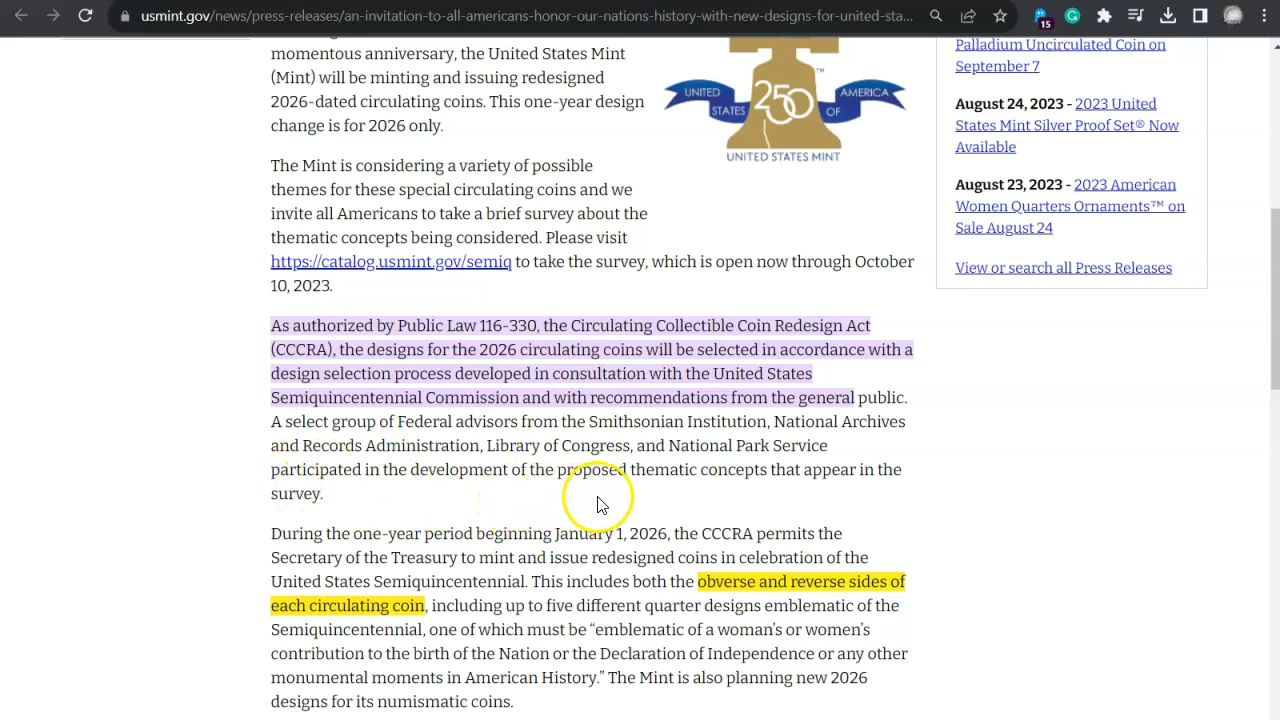 usmint.gov/news/press-releases/an-invitation-to-all-americans-honor-our-nations-history-with-new-designs-for-united-sta...
15
momentous anniversary, the United States Mint
(Mint) will be minting and issuing redesigned
2026-dated circulating coins. This one-year design
change is for 2026 only.
UNITED STATES 250 OF AMERICA
™
UNITED STATES MINT
The Mint is considering a variety of possible
themes for these special circulating coins and we
invite all Americans to take a brief survey about the
thematic concepts being considered. Please visit
https://catalog.usmint.gov/semiq to take the survey, which is open now through October
10, 2023.
As authorized by Public Law 116-330, the Circulating Collectible Coin Redesign Act
(CCCRA), the designs for the 2026 circulating coins will be selected in accordance with a
design selection process developed in consultation with the United States
Semiquincentennial Commission and with recommendations from the general public.
A select group of Federal advisors from the Smithsonian Institution, National Archives
and Records Administration, Library of Congress, and National Park Service
participated in the development of the proposed thematic concepts that appear in the
survey.
During the one-year period beginning January 1, 2026, the CCCRA permits the
Secretary of the Treasury to mint and issue redesigned coins in celebration of the
United States Semiquincentennial. This includes both the obverse and reverse sides of
each circulating coin, including up to five different quarter designs emblematic of the
Semiquincentennial, one of which must be “emblematic of a woman’s or women’s
contribution to the birth of the Nation or the Declaration of Independence or any other
monumental moments in American History.” The Mint is also planning new 2026
designs for its numismatic coins.
Palladium Uncirculated Coin on
September 7
August 24, 2023 - 2023 United
States Mint Silver Proof Set® Now
Available
August 23, 2023 - 2023 American
Women Quarters Ornaments™ on
Sale August 24
View or search all Press Releases